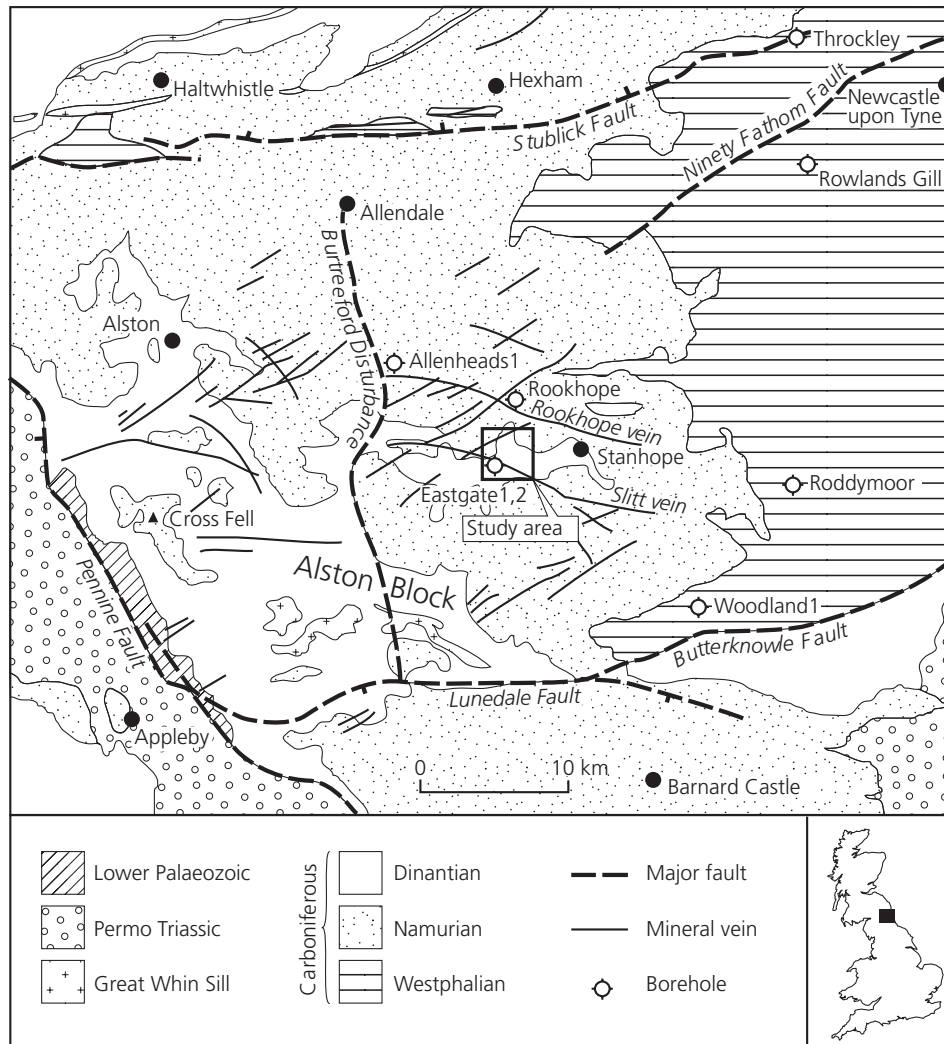 Throckley
Haltwhistle
Hexham
Newcastle
upon Tyne
Stublick Fault
Ninety Fathom Fault
Rowlands Gill
Allendale
Burtreeford Disturbance
Alston
Allenheads1
Rookhope
Rookhope vein
Stanhope
Eastgate1,2
Slitt vein
Roddymoor
Cross Fell
Study area
Alston Block
Pennine Fault
Woodland1
Butterknowle Fault
Lunedale Fault
Appleby
0 10 km
Barnard Castle
Lower Palaeozoic
Permo Triassic
Great Whin Sill
Carboniferous
Dinantian
Namurian
Westphalian
Major fault
Mineral vein
Borehole